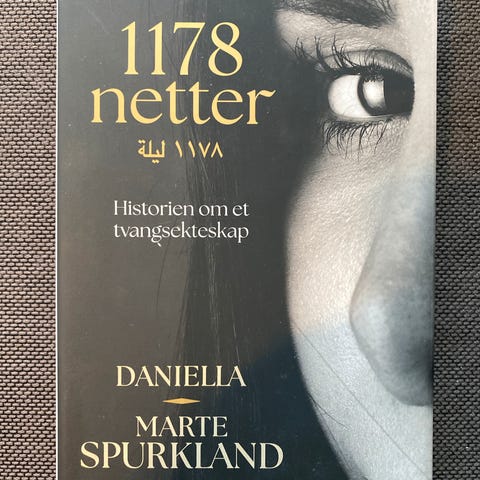 1178
netter
١١٧٨ ليلة
Historien om et
tvangsekteskap
DANIELLA
MARTE
SPURKLAND